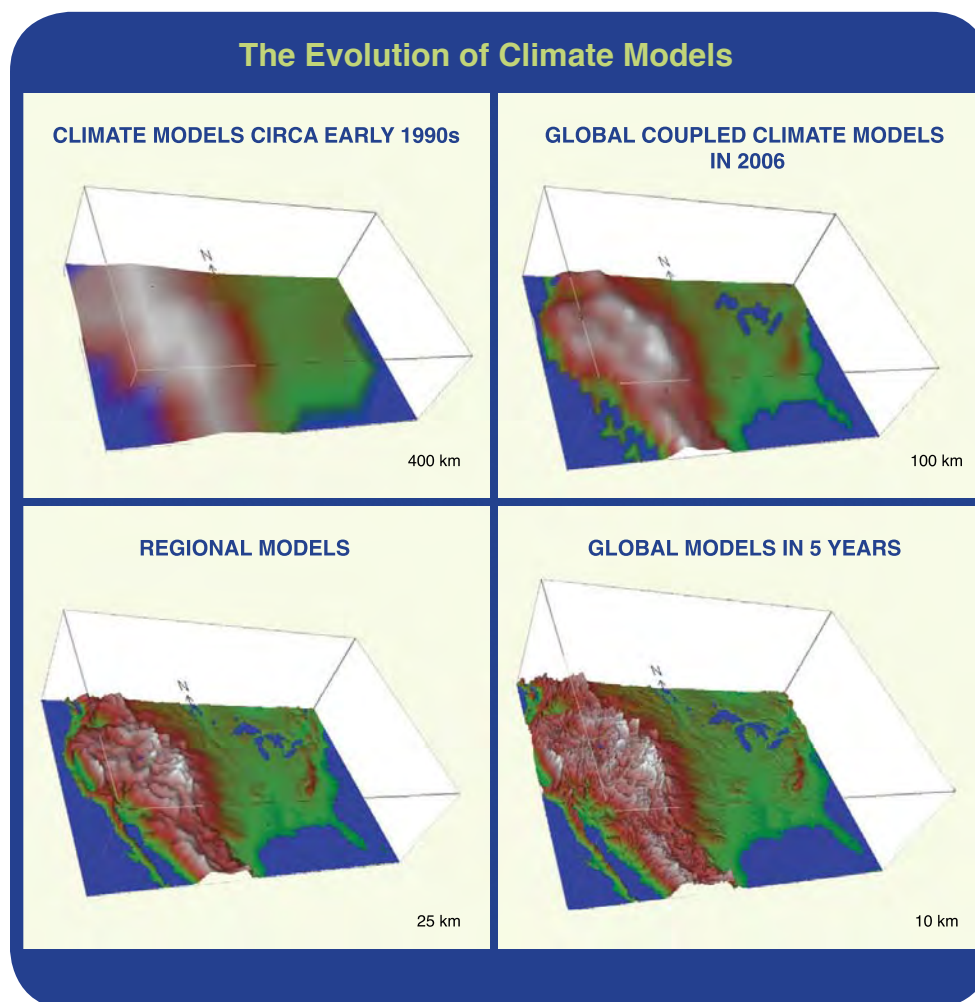 The Evolution of Climate Models
CLIMATE MODELS CIRCA EARLY 1990s
N
400 km
GLOBAL COUPLED CLIMATE MODELS
IN 2006
N
100 km
REGIONAL MODELS
N
25 km
GLOBAL MODELS IN 5 YEARS
N
10 km